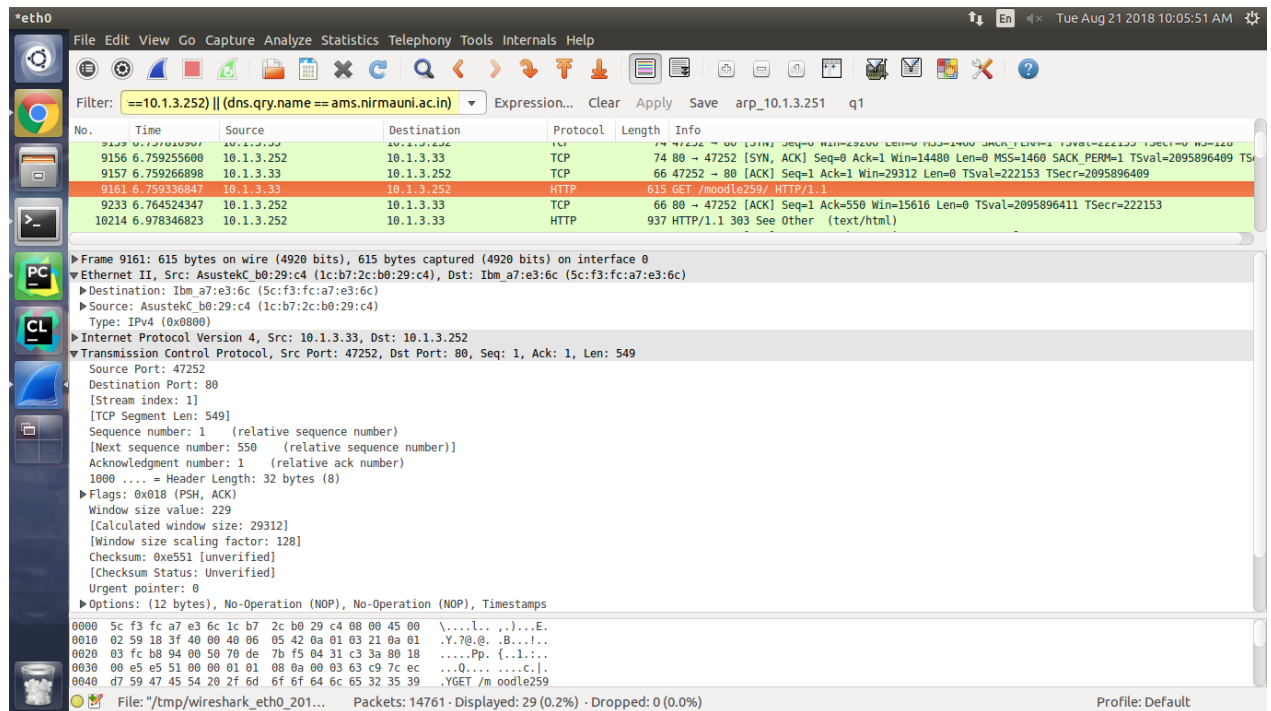 *eth0 En Tue Aug 21 2018 10:05:51 AM
File Edit View Go Capture Analyze Statistics Telephony Tools Internals Help
Filter: ==10.1.3.252) || (dns.qry.name == ams.nirmauni.ac.in) Expression... Clear Apply Save arp_10.1.3.251 q1
No. Time Source Destination Protocol Length Info
9156 6.759255600 10.1.3.252 10.1.3.33 TCP 74 80 → 47252 [SYN, ACK] Seq=0 Ack=1 Win=14480 Len=0 MSS=1460 SACK_PERM=1 TSval=2095896409 TS
9157 6.759266898 10.1.3.33 10.1.3.252 TCP 66 47252 → 80 [ACK] Seq=1 Ack=1 Win=29312 Len=0 TSval=222153 TSecr=2095896409
9161 6.759336847 10.1.3.33 10.1.3.252 HTTP 615 GET /moodle259/ HTTP/1.1
9233 6.764524347 10.1.3.252 10.1.3.33 TCP 66 80 → 47252 [ACK] Seq=1 Ack=550 Win=15616 Len=0 TSval=2095896411 TSecr=222153
10214 6.978346823 10.1.3.252 10.1.3.33 HTTP 937 HTTP/1.1 303 See Other (text/html)
Frame 9161: 615 bytes on wire (4920 bits), 615 bytes captured (4920 bits) on interface 0
Ethernet II, Src: AsustekC_b0:29:c4 (1c:b7:2c:b0:29:c4), Dst: Ibm_a7:e3:6c (5c:f3:fc:a7:e3:6c)
Destination: Ibm_a7:e3:6c (5c:f3:fc:a7:e3:6c)
Source: AsustekC_b0:29:c4 (1c:b7:2c:b0:29:c4)
Type: IPv4 (0x0800)
Internet Protocol Version 4, Src: 10.1.3.33, Dst: 10.1.3.252
Transmission Control Protocol, Src Port: 47252, Dst Port: 80, Seq: 1, Ack: 1, Len: 549
Source Port: 47252
Destination Port: 80
[Stream index: 1]
[TCP Segment Len: 549]
Sequence number: 1 (relative sequence number)
[Next sequence number: 550 (relative sequence number)]
Acknowledgment number: 1 (relative ack number)
1000 .... = Header Length: 32 bytes (8)
Flags: 0x018 (PSH, ACK)
Window size value: 229
[Calculated window size: 29312]
[Window size scaling factor: 128]
Checksum: 0xe551 [unverified]
[Checksum Status: Unverified]
Urgent pointer: 0
Options: (12 bytes), No-Operation (NOP), No-Operation (NOP), Timestamps
0000 5c f3 fc a7 e3 6c 1c b7 2c b0 29 c4 08 00 45 00 \....l.. ,.)...E.
0010 02 59 18 3f 40 00 40 06 05 42 0a 01 03 21 0a 01 .Y.?@.@. .B...!..
0020 03 fc b8 94 00 50 70 de 7b f5 04 31 c3 3a 80 18 .....Pp. {..1.:..
0030 00 e5 e5 51 00 00 01 01 08 0a 00 03 63 c9 7c ec ...Q.... ....c.|.
0040 d7 59 47 45 54 20 2f 6d 6f 6f 64 6c 65 32 35 39 .YGET /m oodle259
File: "/tmp/wireshark_eth0_201... Packets: 14761 · Displayed: 29 (0.2%) · Dropped: 0 (0.0%) Profile: Default
PC
CL